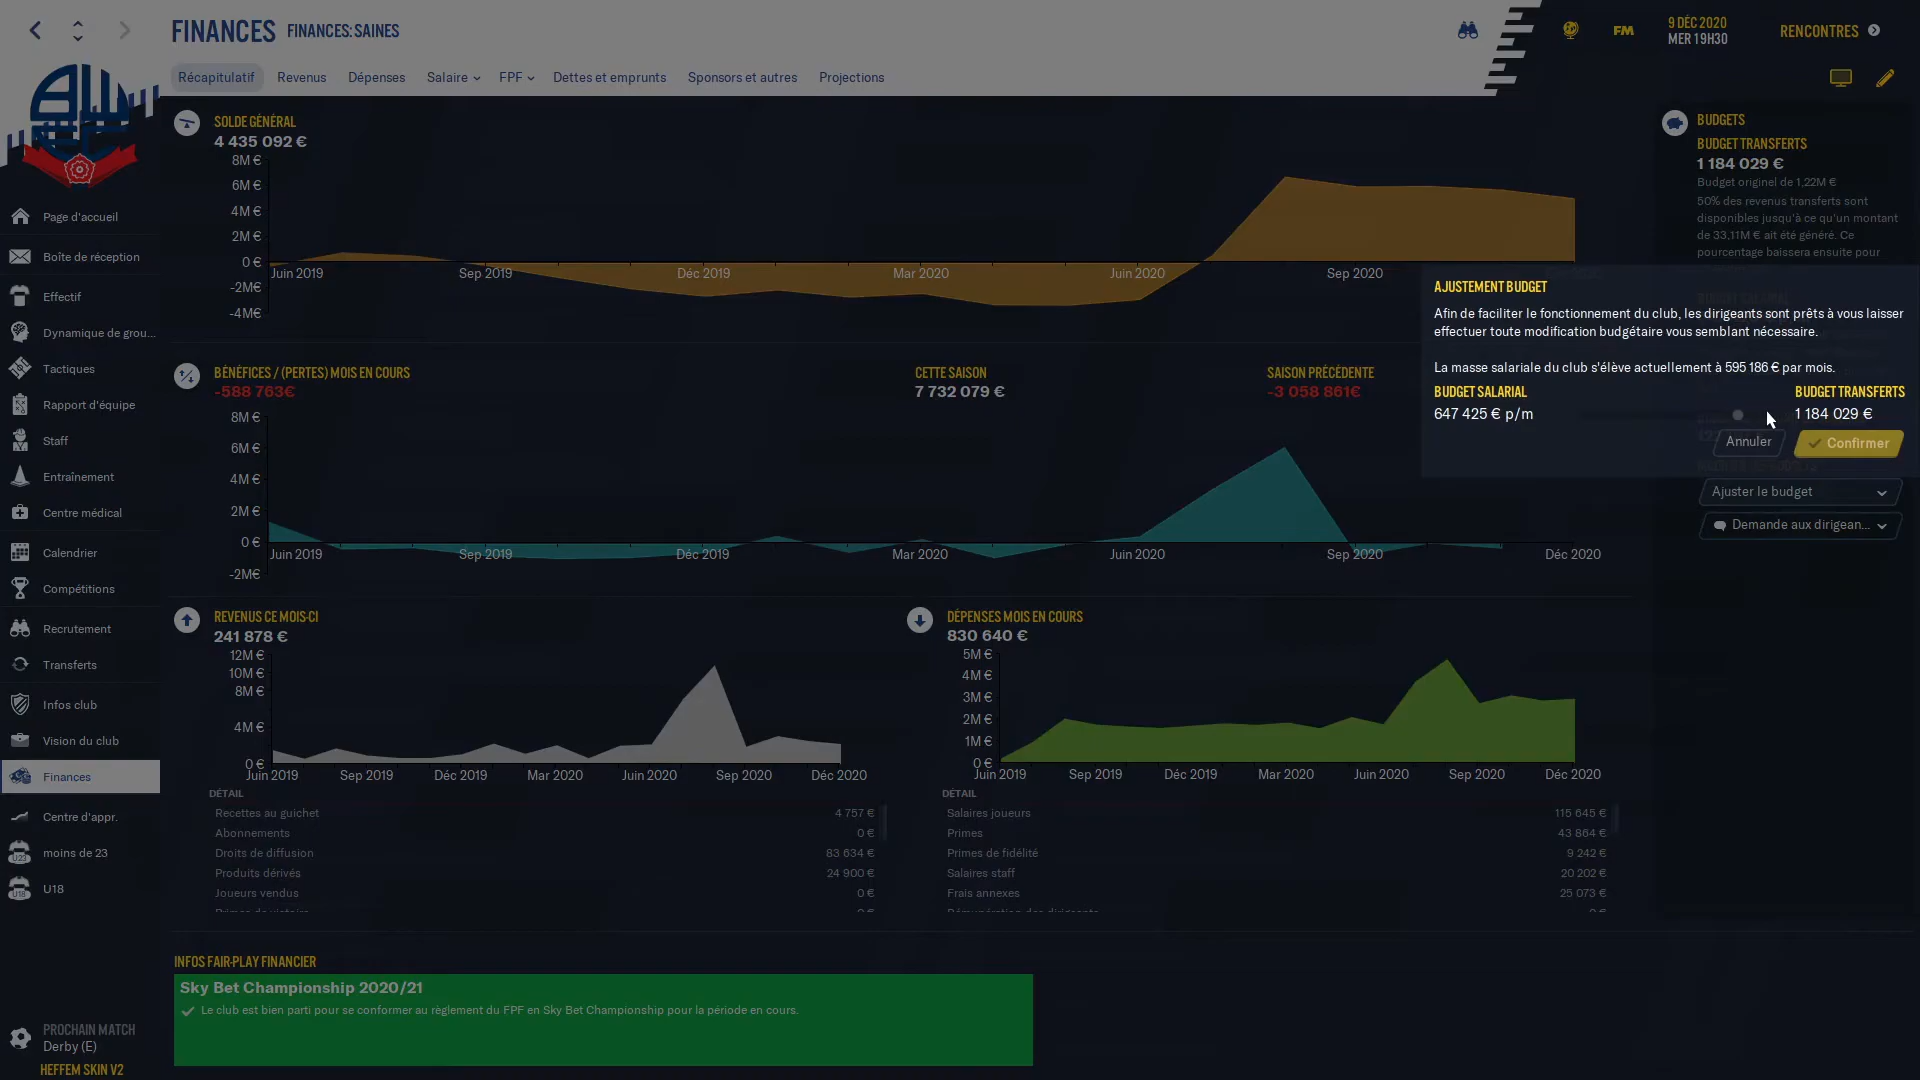 FINANCES
FINANCES: SAINES
9 DÉC 2020
MER 19H30
FM
RENCONTRES
Récapitulatif
Revenus
Dépenses
Salaire
FPF
Dettes et emprunts
Sponsors et autres
Projections
Page d'accueil
Boîte de réception
Effectif
Dynamique de grou...
Tactiques
Rapport d'équipe
Staff
Entraînement
Centre médical
Calendrier
Compétitions
Recrutement
Transferts
Infos club
Vision du club
Finances
Centre d'appr.
U23
moins de 23
U18
U18
PROCHAIN MATCH
Derby (E)
HEFFEM SKIN V2
SOLDE GÉNÉRAL
4 435 092 €
8M €
6M €
4M €
2M €
0 €
-2M€
-4M€
Juin 2019
Sep 2019
Déc 2019
Mar 2020
Juin 2020
Sep 2020
BÉNÉFICES / (PERTES) MOIS EN COURS
-588 763€
CETTE SAISON
7 732 079 €
SAISON PRÉCÉDENTE
-3 058 861€
8M €
6M €
4M €
2M €
0 €
-2M€
Juin 2019
Sep 2019
Déc 2019
Mar 2020
Juin 2020
Sep 2020
Déc 2020
REVENUS CE MOIS-CI
241 878 €
12M €
10M €
8M €
4M €
0 €
Juin 2019
Sep 2019
Déc 2019
Mar 2020
Juin 2020
Sep 2020
Déc 2020
DÉTAIL
Recettes au guichet 4 757 €
Abonnements 0 €
Droits de diffusion 83 634 €
Produits dérivés 24 900 €
Joueurs vendus 0 €
Primes de victoire 0 €
DÉPENSES MOIS EN COURS
830 640 €
5M €
4M €
3M €
2M €
1M €
0 €
Juin 2019
Sep 2019
Déc 2019
Mar 2020
Juin 2020
Sep 2020
Déc 2020
DÉTAIL
Salaires joueurs 115 645 €
Primes 43 864 €
Primes de fidélité 9 242 €
Salaires staff 20 202 €
Frais annexes 25 073 €
Rémunération des dirigeants 0 €
INFOS FAIR-PLAY FINANCIER
Sky Bet Championship 2020/21
Le club est bien parti pour se conformer au règlement du FPF en Sky Bet Championship pour la période en cours.
BUDGETS
BUDGET TRANSFERTS
1 184 029 €
Budget originel de 1,22M €
50% des revenus transferts sont
disponibles jusqu'à ce qu'un montant
de 33,11M € ait été généré. Ce
pourcentage baissera ensuite pour
AJUSTEMENT BUDGET
Afin de faciliter le fonctionnement du club, les dirigeants sont prêts à vous laisser
effectuer toute modification budgétaire vous semblant nécessaire.
La masse salariale du club s'élève actuellement à 595 186 € par mois.
BUDGET SALARIAL
647 425 € p/m
BUDGET TRANSFERTS
1 184 029 €
Annuler
Confirmer
Ajuster le budget
Demande aux dirigean...